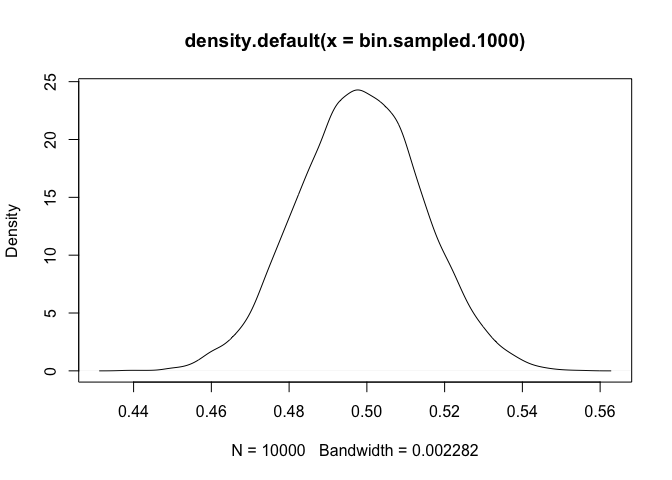 density.default(x = bin.sampled.1000)
Density
25
20
15
10
5
0
0.44 0.46 0.48 0.50 0.52 0.54 0.56
N = 10000 Bandwidth = 0.002282